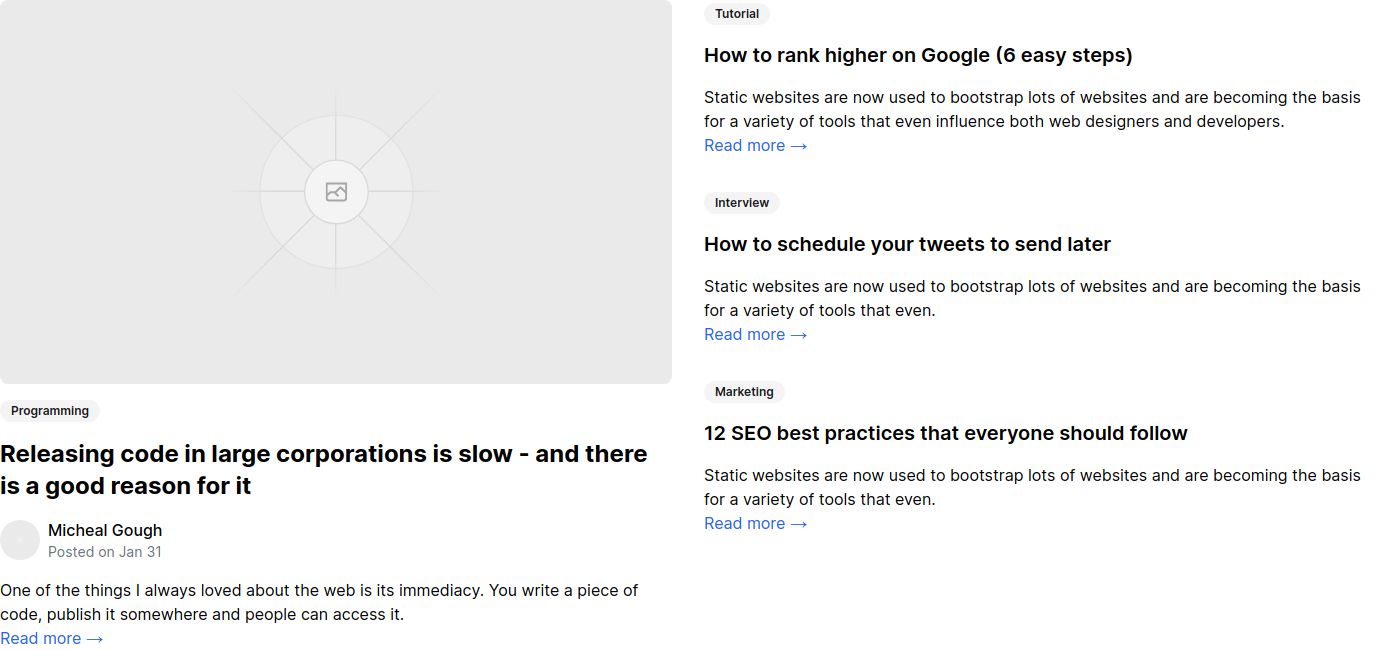 Programming
Releasing code in large corporations is slow - and there
is a good reason for it
Micheal Gough
Posted on Jan 31
One of the things I always loved about the web is its immediacy. You write a piece of
code, publish it somewhere and people can access it.
Read more →
Tutorial
How to rank higher on Google (6 easy steps)
Static websites are now used to bootstrap lots of websites and are becoming the basis
for a variety of tools that even influence both web designers and developers.
Read more →
Interview
How to schedule your tweets to send later
Static websites are now used to bootstrap lots of websites and are becoming the basis
for a variety of tools that even.
Read more →
Marketing
12 SEO best practices that everyone should follow
Static websites are now used to bootstrap lots of websites and are becoming the basis
for a variety of tools that even.
Read more →